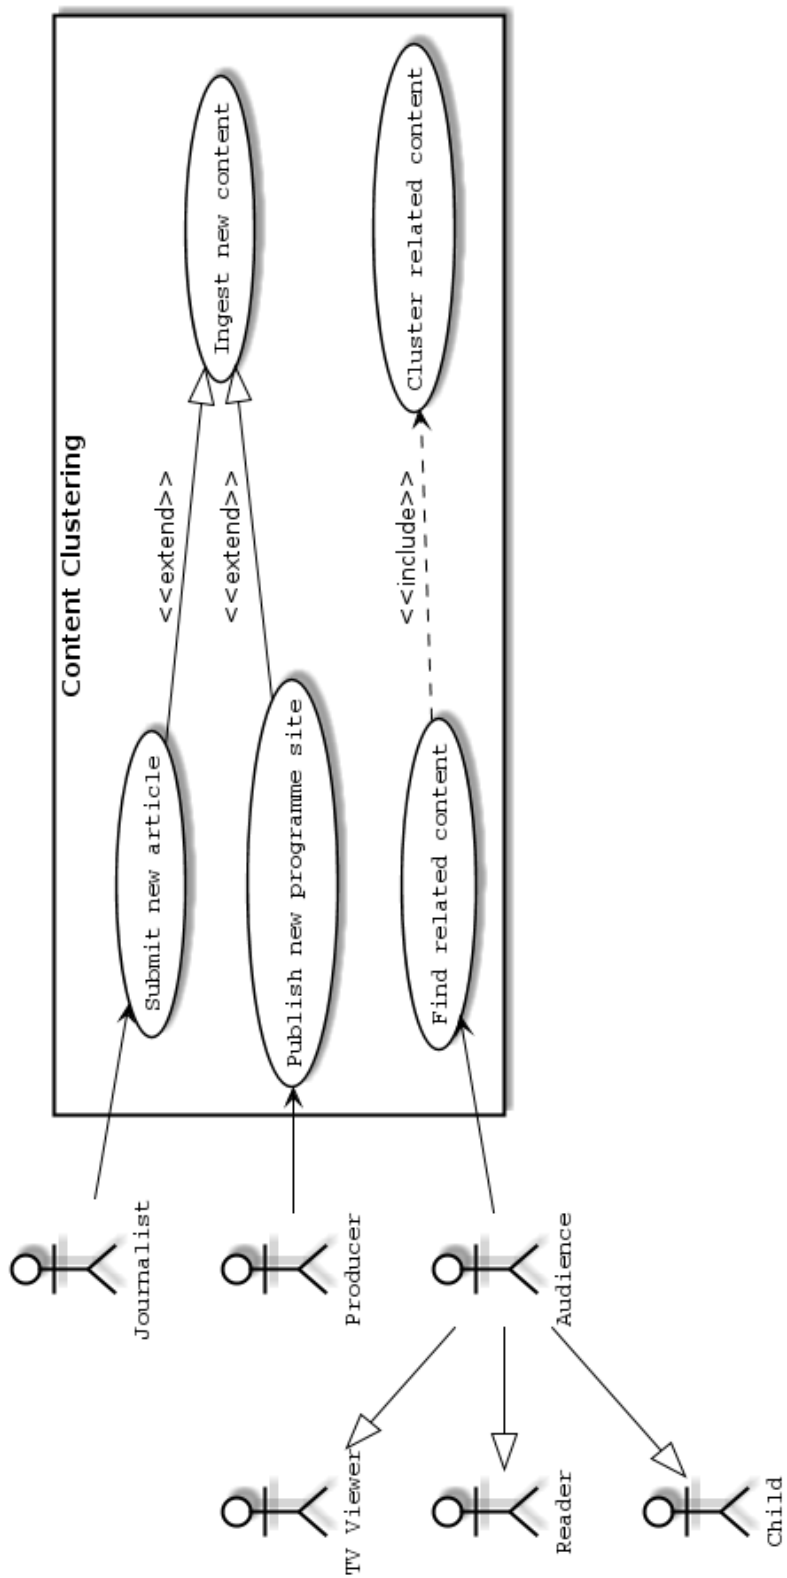 Content Clustering
Journalist
Submit new article
<<extend>>
Ingest new content
Producer
Publish new programme site
<<extend>>
TV Viewer
Audience
Find related content
<<include>>
Cluster related content
Reader
Child